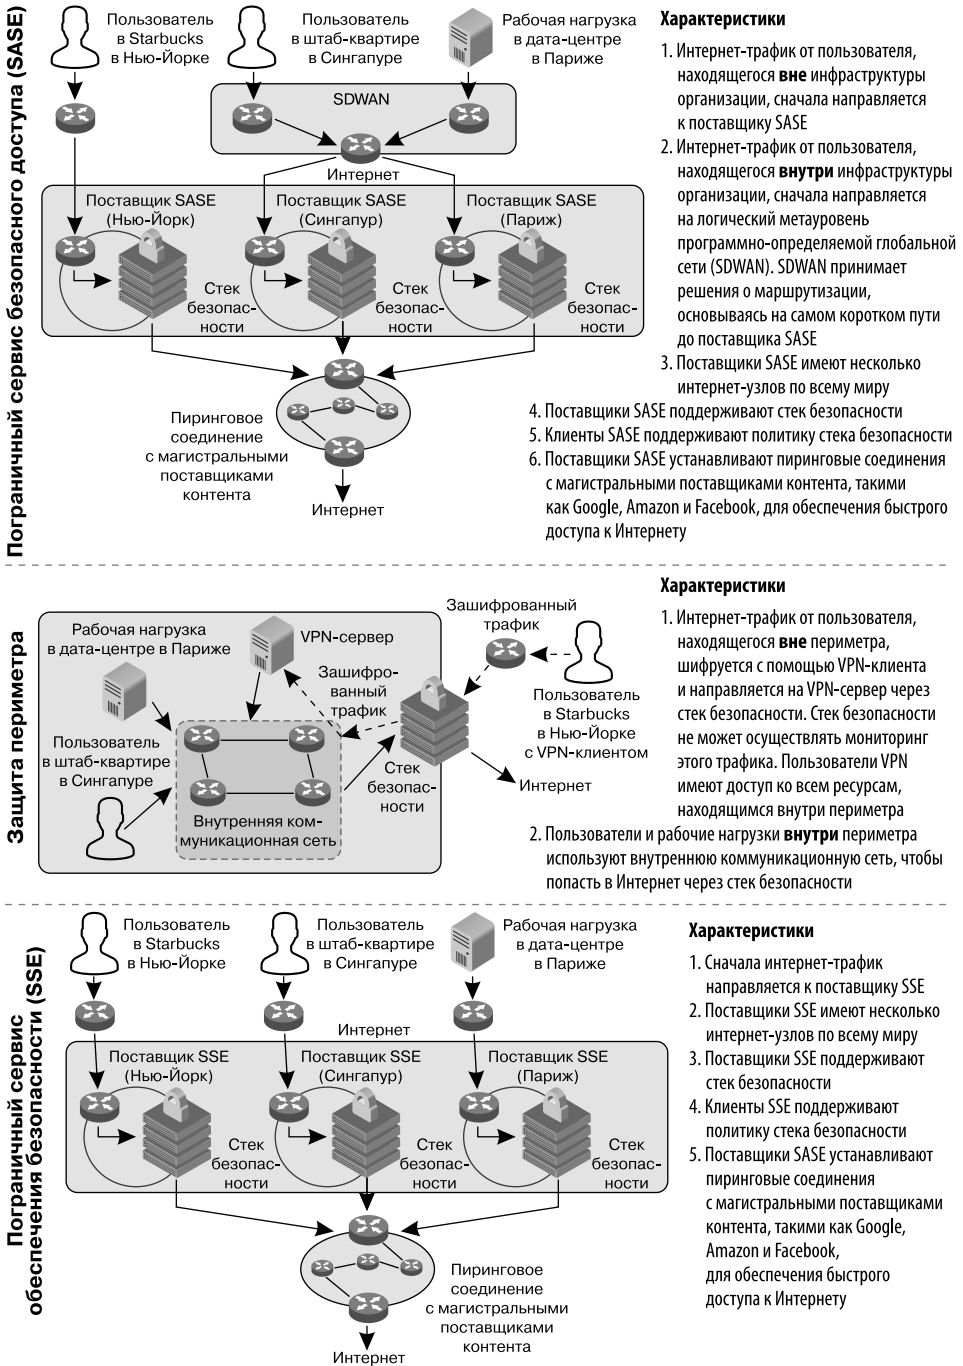 Пограничный сервис безопасного доступа (SASE)
Пользователь
в Starbucks
в Нью-Йорке
Пользователь
в штаб-квартире
в Сингапуре
Рабочая нагрузка
в дата-центре
в Париже
SDWAN
Интернет
Поставщик SASE
(Нью-Йорк)
Стек
безопас-
ности
Поставщик SASE
(Сингапур)
Стек
безопас-
ности
Поставщик SASE
(Париж)
Стек
безопас-
ности
Пиринговое
соединение
с магистральными
поставщиками
контента
Интернет
Характеристики
1. Интернет-трафик от пользователя,
находящегося вне инфраструктуры
организации, сначала направляется
к поставщику SASE
2. Интернет-трафик от пользователя,
находящегося внутри инфраструктуры
организации, сначала направляется
на логический метауровень
программно-определяемой глобальной
сети (SDWAN). SDWAN принимает
решения о маршрутизации,
основываясь на самом коротком пути
до поставщика SASE
3. Поставщики SASE имеют несколько
интернет-узлов по всему миру
4. Поставщики SASE поддерживают стек безопасности
5. Клиенты SASE поддерживают политику стека безопасности
6. Поставщики SASE устанавливают пиринговые соединения
с магистральными поставщиками контента, такими
как Google, Amazon и Facebook, для обеспечения быстрого
доступа к Интернету
Защита периметра
Рабочая нагрузка
в дата-центре в Париже
VPN-сервер
Зашифро-
ванный
трафик
Пользователь
в штаб-квартире
в Сингапуре
Внутренняя ком-
муникационная сеть
Стек
безопас-
ности
Зашифрованный
трафик
Пользователь
в Starbucks
в Нью-Йорке
с VPN-клиентом
Интернет
Характеристики
1. Интернет-трафик от пользователя,
находящегося вне периметра,
шифруется с помощью VPN-клиента
и направляется на VPN-сервер через
стек безопасности. Стек безопасности
не может осуществлять мониторинг
этого трафика. Пользователи VPN
имеют доступ ко всем ресурсам,
находящимся внутри периметра
2. Пользователи и рабочие нагрузки внутри периметра
используют внутреннюю коммуникационную сеть, чтобы
попасть в Интернет через стек безопасности
Пограничный сервис
обеспечения безопасности (SSE)
Пользователь
в Starbucks
в Нью-Йорке
Пользователь
в штаб-квартире
в Сингапуре
Рабочая нагрузка
в дата-центре
в Париже
Интернет
Поставщик SSE
(Нью-Йорк)
Стек
безопас-
ности
Поставщик SSE
(Сингапур)
Стек
безопас-
ности
Поставщик SSE
(Париж)
Стек
безопас-
ности
Пиринговое
соединение
с магистральными
поставщиками
контента
Интернет
Характеристики
1. Сначала интернет-трафик
направляется к поставщику SSE
2. Поставщики SSE имеют несколько
интернет-узлов по всему миру
3. Поставщики SSE поддерживают
стек безопасности
4. Клиенты SSE поддерживают
политику стека безопасности
5. Поставщики SASE устанавливают
пиринговые соединения
с магистральными поставщиками
контента, такими как Google,
Amazon и Facebook,
для обеспечения быстрого
доступа к Интернету